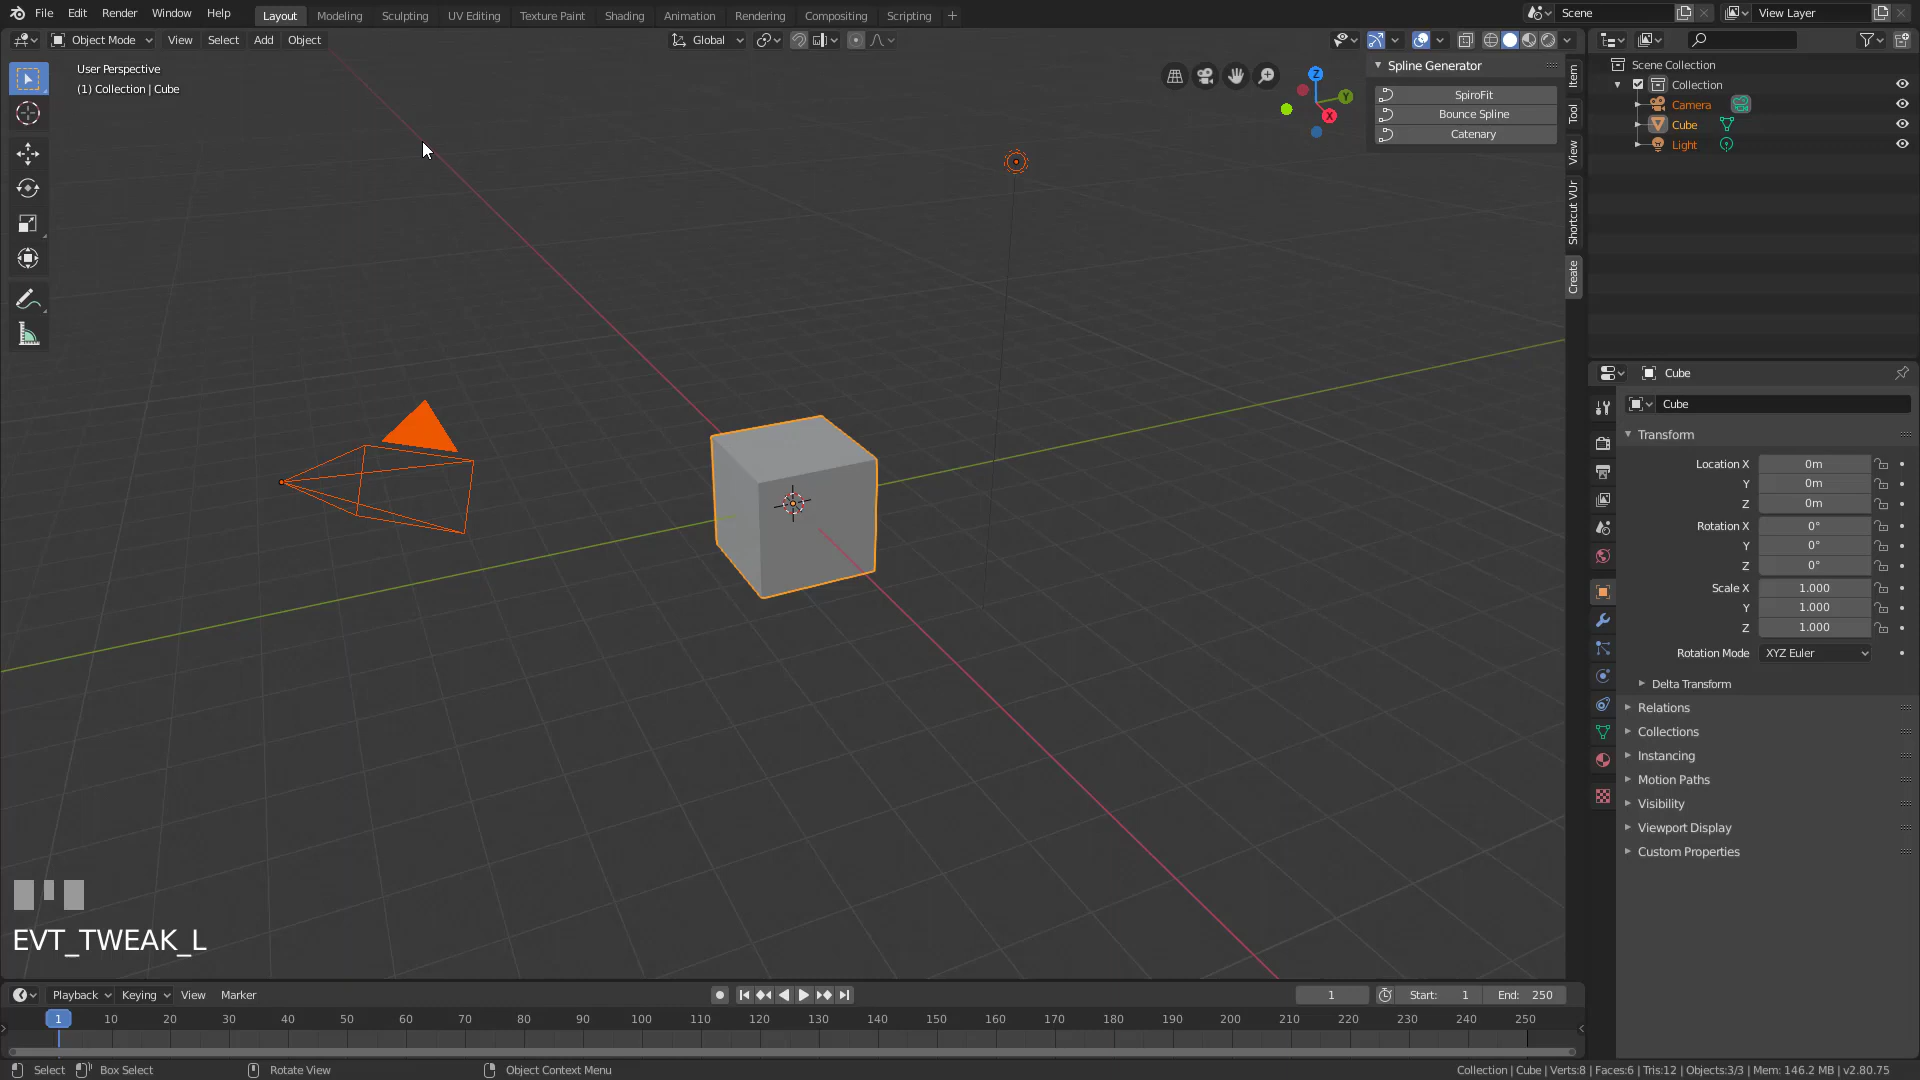 File Edit Render Window Help Layout Modeling Sculpting UV Editing Texture Paint Shading Animation Rendering Compositing Scripting + Scene View Layer
Object Mode View Select Add Object Global
User Perspective
(1) Collection | Cube
Z
Y
X
Spline Generator
SpiroFit
Bounce Spline
Catenary
Item
Tool
View
Shortcut VUr
Create
Scene Collection
Collection
Camera
Cube
Light
Cube
Cube
Transform
Location X 0m
Y 0m
Z 0m
Rotation X 0°
Y 0°
Z 0°
Scale X 1.000
Y 1.000
Z 1.000
Rotation Mode XYZ Euler
Delta Transform
Relations
Collections
Instancing
Motion Paths
Visibility
Viewport Display
Custom Properties
EVT_TWEAK_L
Playback Keying View Marker 1 Start: 1 End: 250
1 10 20 30 40 50 60 70 80 90 100 110 120 130 140 150 160 170 180 190 200 210 220 230 240 250
Select Box Select Rotate View Object Context Menu Collection | Cube | Verts:8 | Faces:6 | Tris:12 | Objects:3/3 | Mem: 146.2 MB | v2.80.75